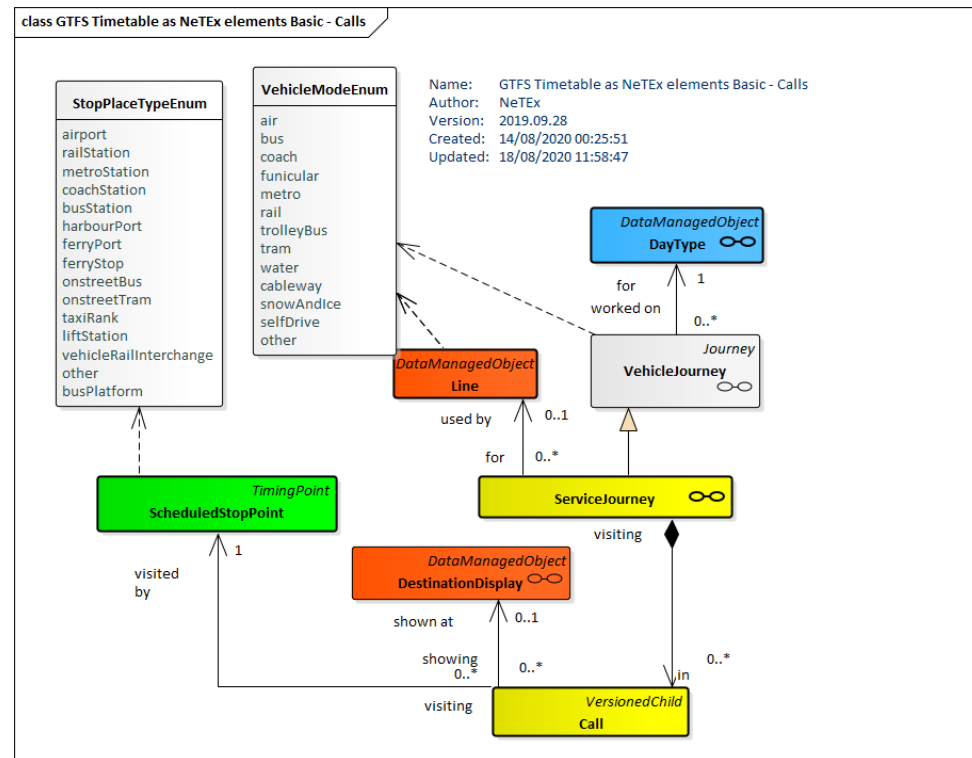 class GTFS Timetable as NeTEx elements Basic - Calls
StopPlaceTypeEnum
airport
railStation
metroStation
coachStation
busStation
harbourPort
ferryPort
ferryStop
onstreetBus
onstreetTram
taxiRank
liftStation
vehicleRailInterchange
other
busPlatform
VehicleModeEnum
air
bus
coach
funicular
metro
rail
trolleyBus
tram
water
cableway
snowAndIce
selfDrive
other
Name: GTFS Timetable as NeTEx elements Basic - Calls
Author: NeTEx
Version: 2019.09.28
Created: 14/08/2020 00:25:51
Updated: 18/08/2020 11:58:47
DataManagedObject
DayType
for
1
worked on
0..*
Journey
VehicleJourney
DataManagedObject
Line
used by
0..1
for
0..*
TimingPoint
ScheduledStopPoint
ServiceJourney
visiting
1
visited
by
DataManagedObject
DestinationDisplay
shown at
0..1
showing
0..*
0..*
0..*
in
visiting
VersionedChild
Call